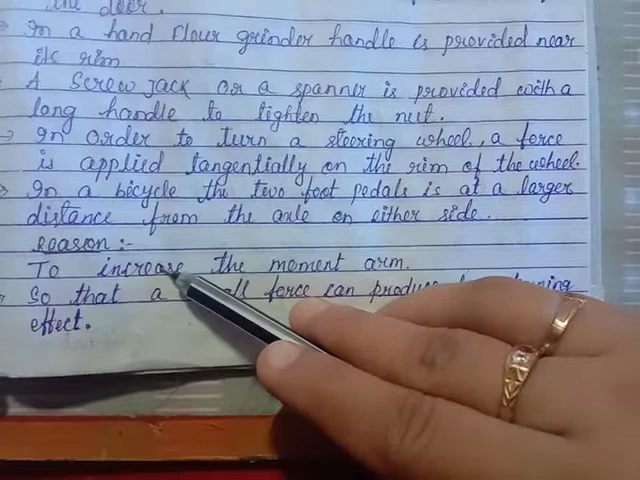 the door.
→ In a hand flour grinder handle is provided near
its rim
A Screw jack or a spanner is provided with a
long handle to tighten the nut.
→ In order to turn a steering wheel, a force
is applied tangentially on the rim of the wheel.
→ In a bicycle the two foot pedals is at a larger
distance from the axle on either side.
Reason :-
To increase the moment arm.
So that a force can produce
effect.